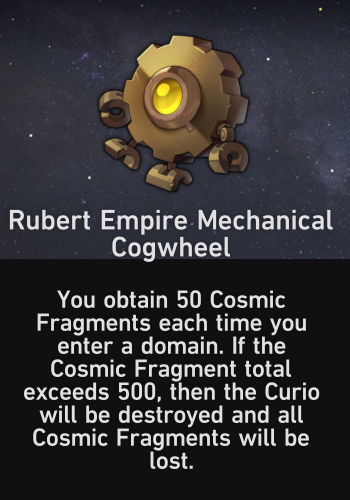 Rubert Empire Mechanical
Cogwheel
You obtain 50 Cosmic
Fragments each time you
enter a domain. If the
Cosmic Fragment total
exceeds 500, then the Curio
will be destroyed and all
Cosmic Fragments will be
lost.